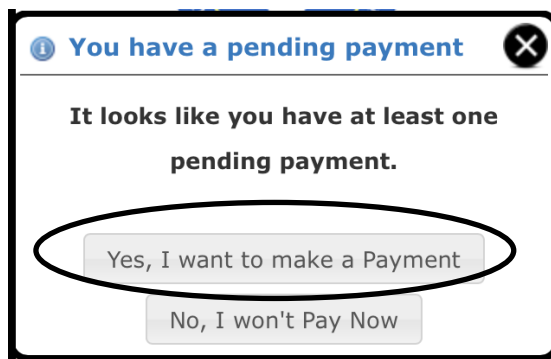 You have a pending payment
It looks like you have at least one
pending payment.
Yes, I want to make a Payment
No, I won't Pay Now